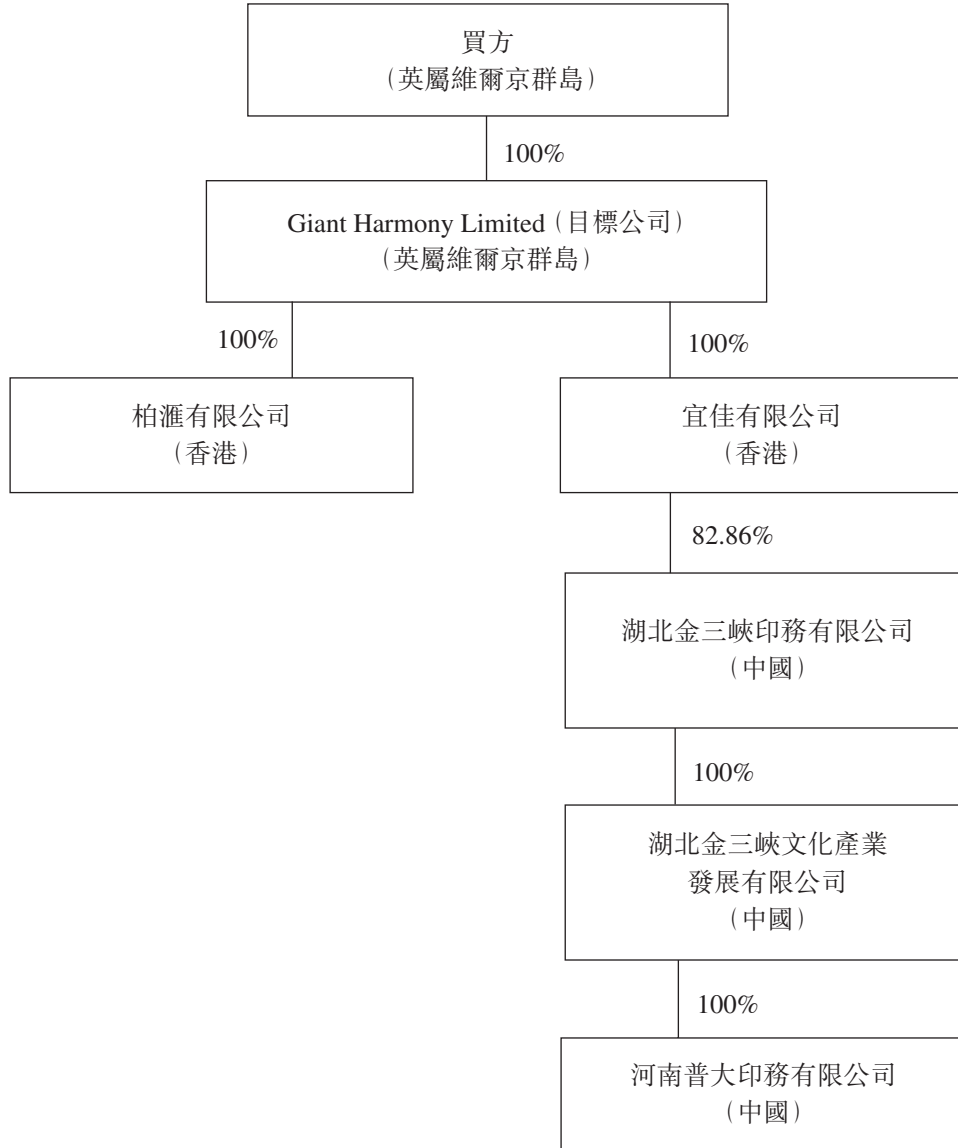 買方
（英屬維爾京群島）
100%
Giant Harmony Limited（目標公司）
（英屬維爾京群島）
100%
100%
柏滙有限公司
（香港）
宜佳有限公司
（香港）
82.86%
湖北金三峽印務有限公司
（中國）
100%
湖北金三峽文化產業
發展有限公司
（中國）
100%
河南普大印務有限公司
（中國）